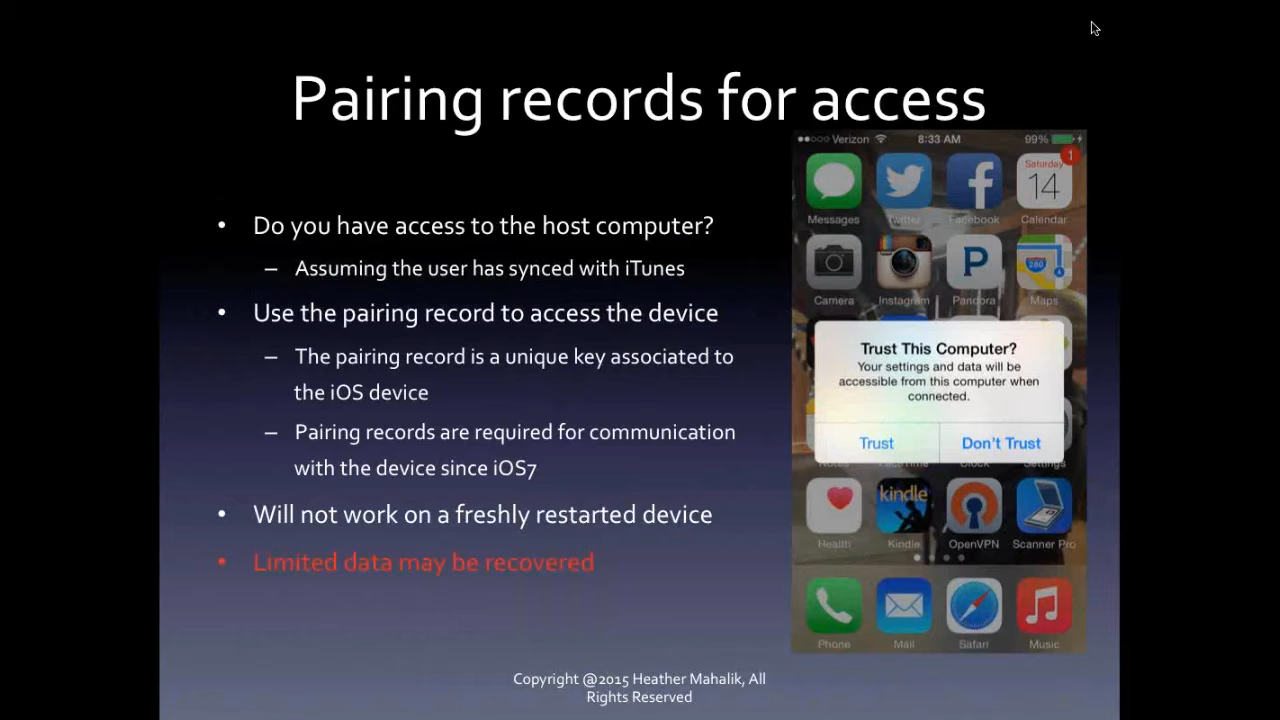 Pairing records for access
• Do you have access to the host computer?
– Assuming the user has synced with iTunes
• Use the pairing record to access the device
– The pairing record is a unique key associated to
the iOS device
– Pairing records are required for communication
with the device since iOS7
• Will not work on a freshly restarted device
• Limited data may be recovered
Verizon 8:33 AM 99%
1
Saturday
14
Messages Twitter Facebook Calendar
P 280
Camera Instagram Pandora Maps
Trust This Computer?
Your settings and data will be
accessible from this computer when
connected.
Trust Don't Trust
Clock Settings
kindle
Health Kindle OpenVPN Scanner Pro
Phone Mail Safari Music
Copyright @2015 Heather Mahalik, All
Rights Reserved